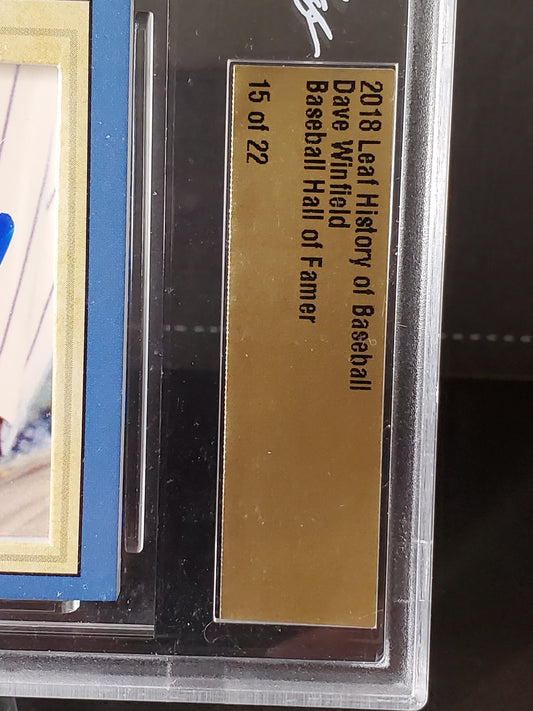 2018 Leaf History of Baseball
Dave Winfield
Baseball Hall of Famer
15 of 22